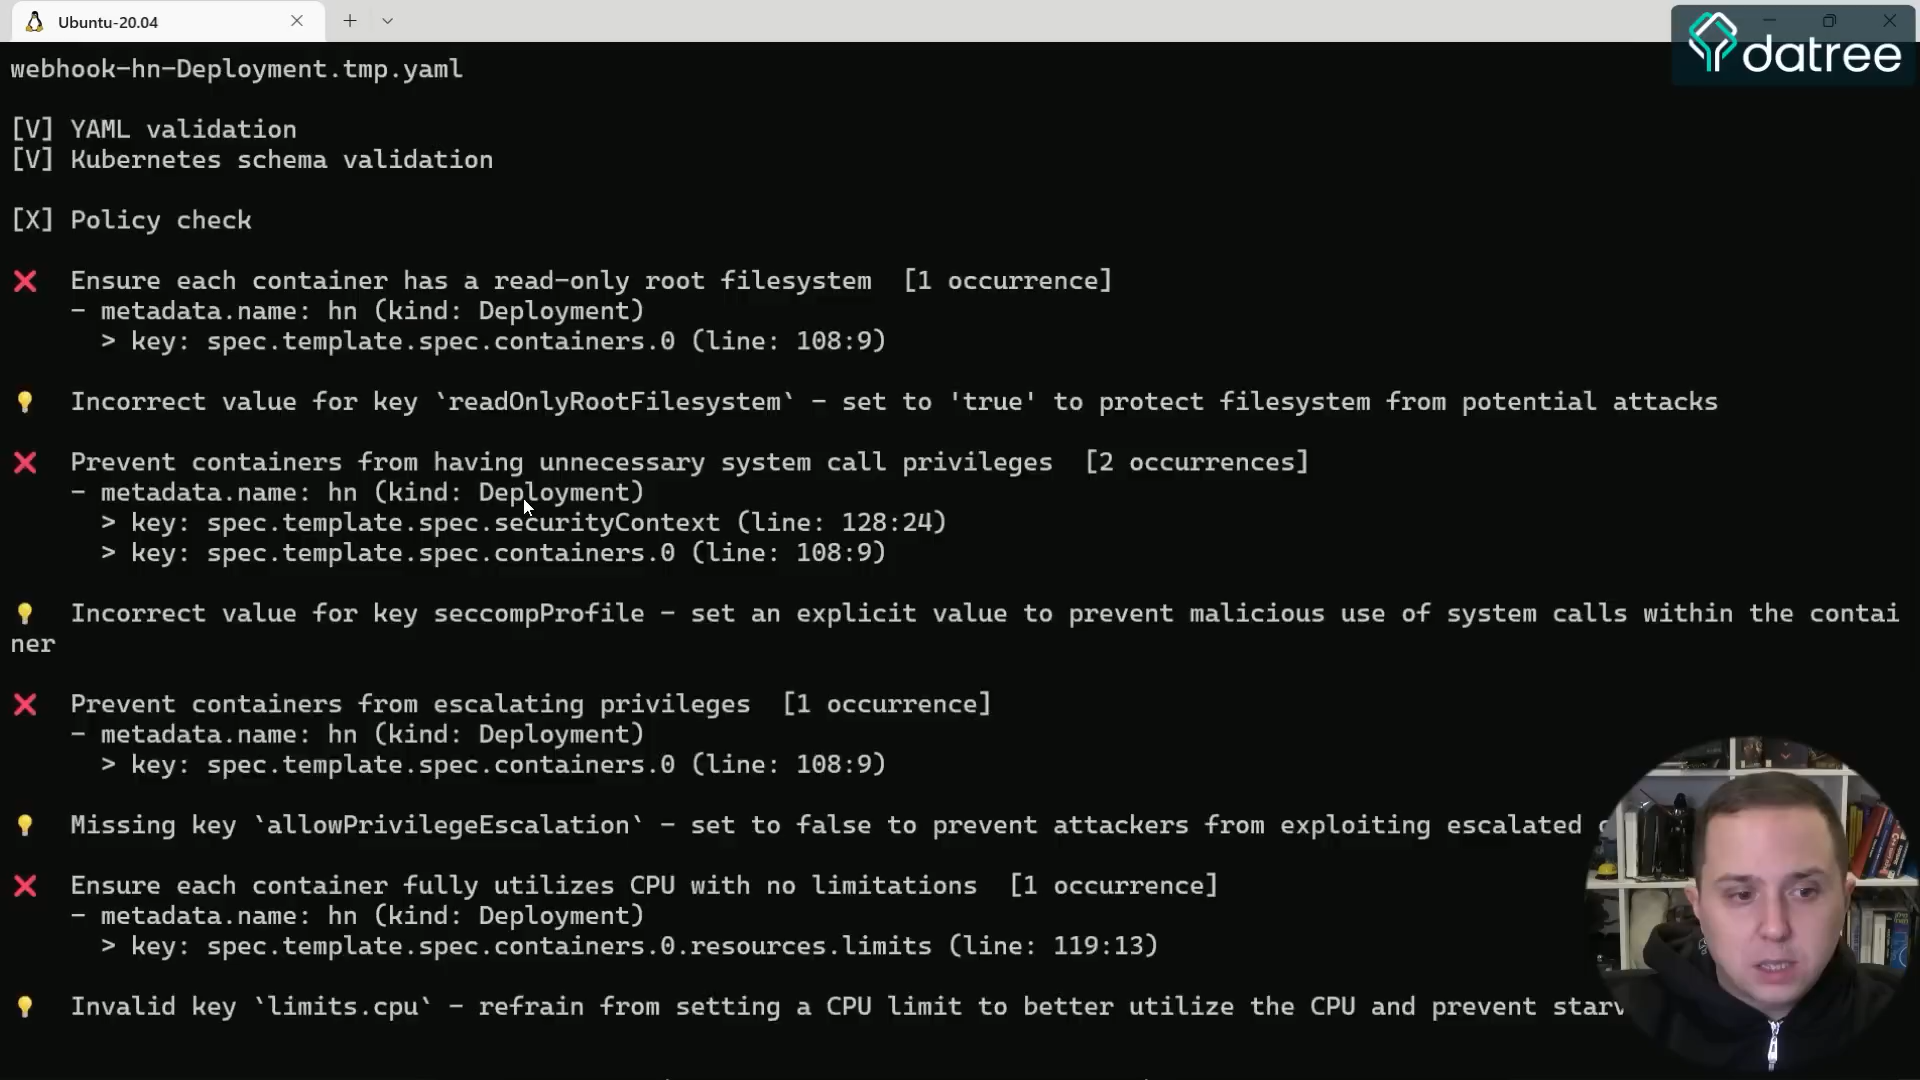 Ubuntu-20.04
datree
webhook-hn-Deployment.tmp.yaml
[V] YAML validation
[V] Kubernetes schema validation
[X] Policy check
❌ Ensure each container has a read-only root filesystem [1 occurrence]
- metadata.name: hn (kind: Deployment)
> key: spec.template.spec.containers.0 (line: 108:9)
💡 Incorrect value for key `readOnlyRootFilesystem` - set to 'true' to protect filesystem from potential attacks
❌ Prevent containers from having unnecessary system call privileges [2 occurrences]
- metadata.name: hn (kind: Deployment)
> key: spec.template.spec.securityContext (line: 128:24)
> key: spec.template.spec.containers.0 (line: 108:9)
💡 Incorrect value for key seccompProfile - set an explicit value to prevent malicious use of system calls within the contai
ner
❌ Prevent containers from escalating privileges [1 occurrence]
- metadata.name: hn (kind: Deployment)
> key: spec.template.spec.containers.0 (line: 108:9)
💡 Missing key `allowPrivilegeEscalation` - set to false to prevent attackers from exploiting escalated
❌ Ensure each container fully utilizes CPU with no limitations [1 occurrence]
- metadata.name: hn (kind: Deployment)
> key: spec.template.spec.containers.0.resources.limits (line: 119:13)
💡 Invalid key `limits.cpu` - refrain from setting a CPU limit to better utilize the CPU and prevent